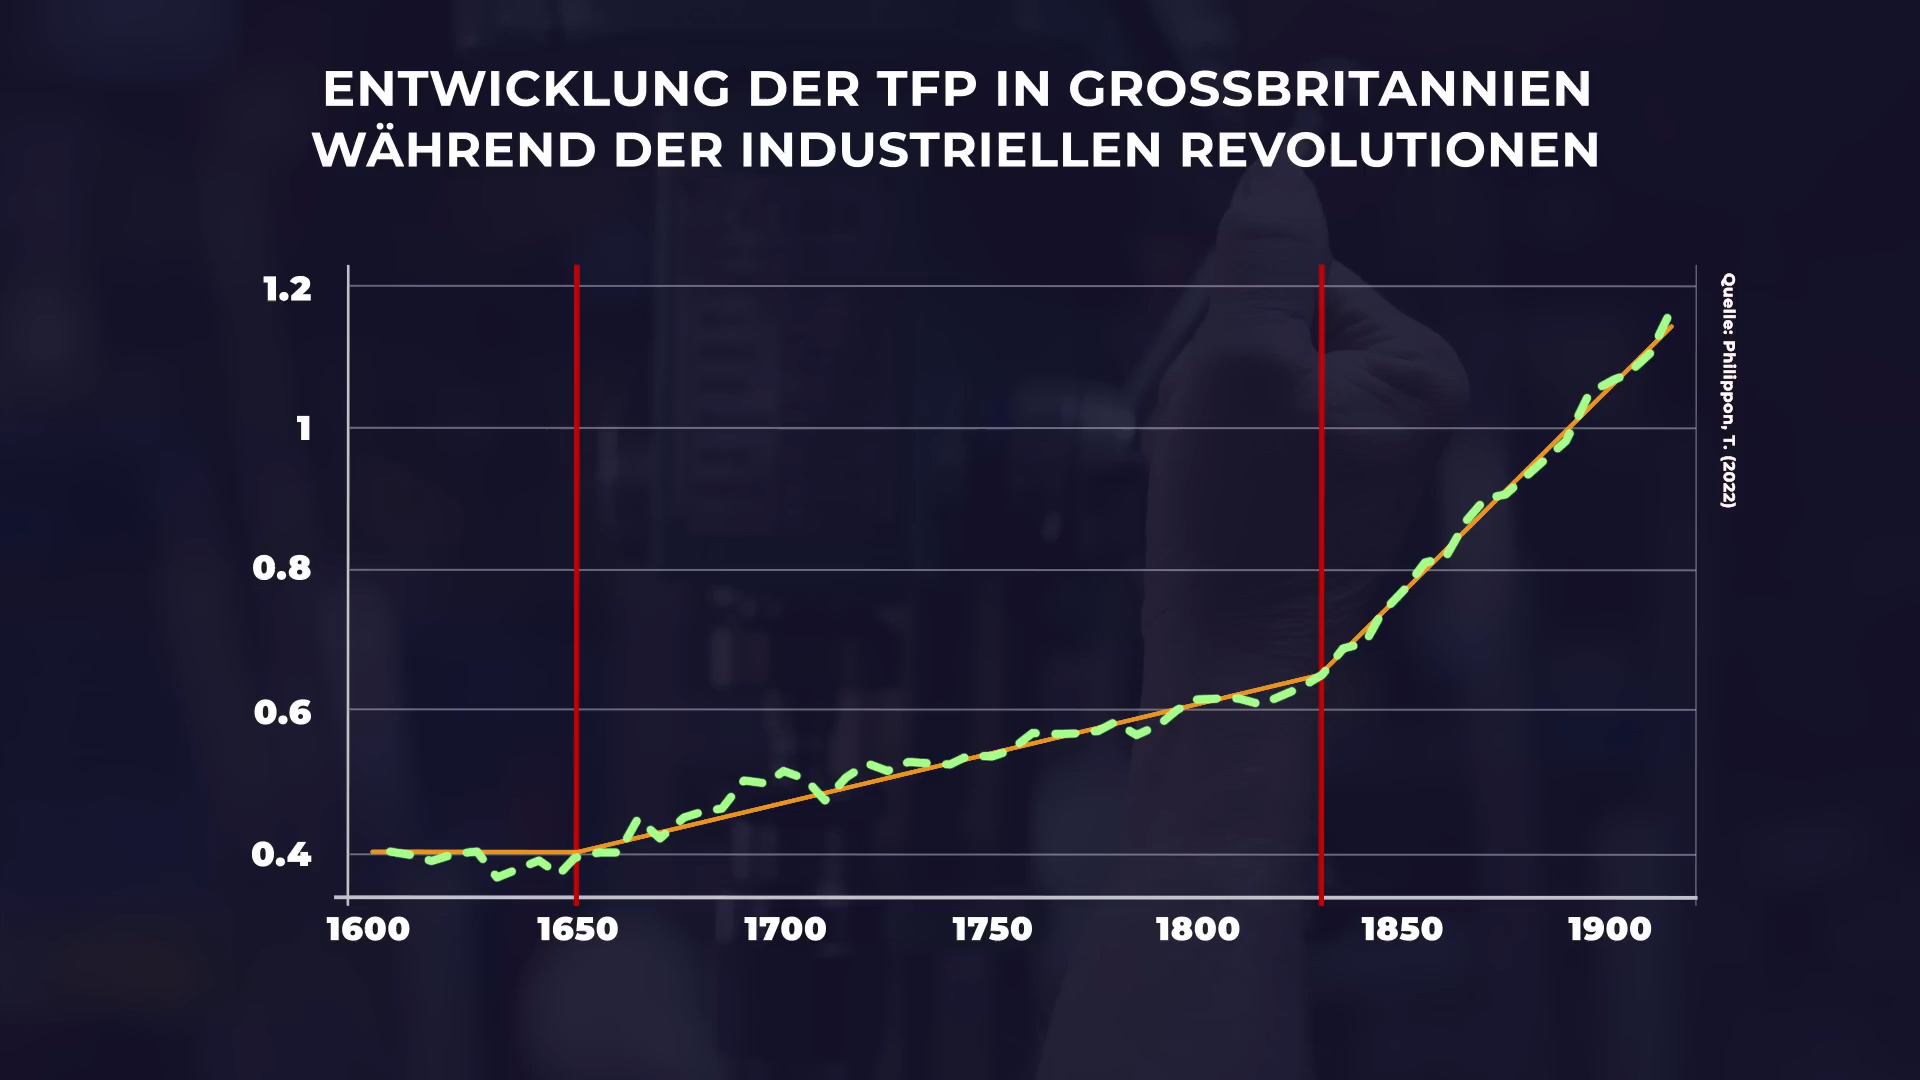 ENTWICKLUNG DER TFP IN GROSSBRITANNIEN
WÄHREND DER INDUSTRIELLEN REVOLUTIONEN
1.2
1
0.8
0.6
0.4
1600 1650 1700 1750 1800 1850 1900
Quelle: Philippon, T. (2022)